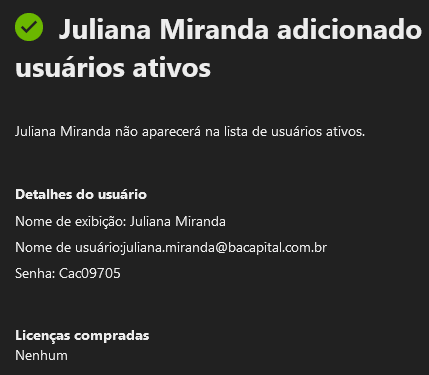 Juliana Miranda adicionado
usuários ativos
Juliana Miranda não aparecerá na lista de usuários ativos.
Detalhes do usuário
Nome de exibição: Juliana Miranda
Nome de usuário:juliana.miranda@bacapital.com.br
Senha: Cac09705
Licenças compradas
Nenhum